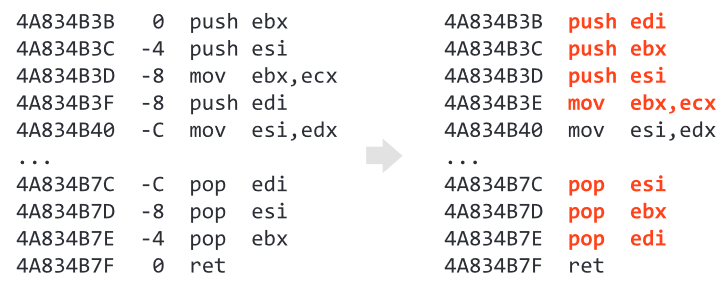 4A834B3B 0 push ebx 4A834B3B push edi
4A834B3C -4 push esi 4A834B3C push ebx
4A834B3D -8 mov ebx,ecx 4A834B3D push esi
4A834B3F -8 push edi 4A834B3E mov ebx,ecx
4A834B40 -C mov esi,edx 4A834B40 mov esi,edx
... ...
4A834B7C -C pop edi 4A834B7C pop esi
4A834B7D -8 pop esi 4A834B7D pop ebx
4A834B7E -4 pop ebx 4A834B7E pop edi
4A834B7F 0 ret 4A834B7F ret